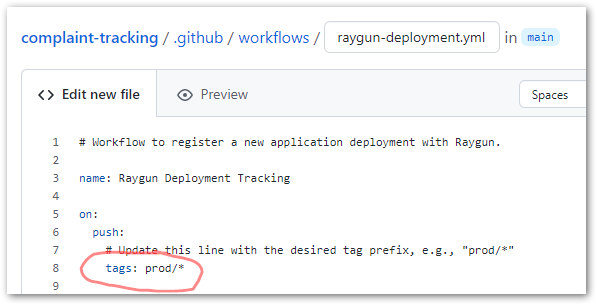 complaint-tracking / .github / workflows / raygun-deployment.yml in main
<> Edit new file Preview Spaces
1 # Workflow to register a new application deployment with Raygun.
2
3 name: Raygun Deployment Tracking
4
5 on:
6 push:
7 # Update this line with the desired tag prefix, e.g., "prod/*"
8 tags: prod/*
9